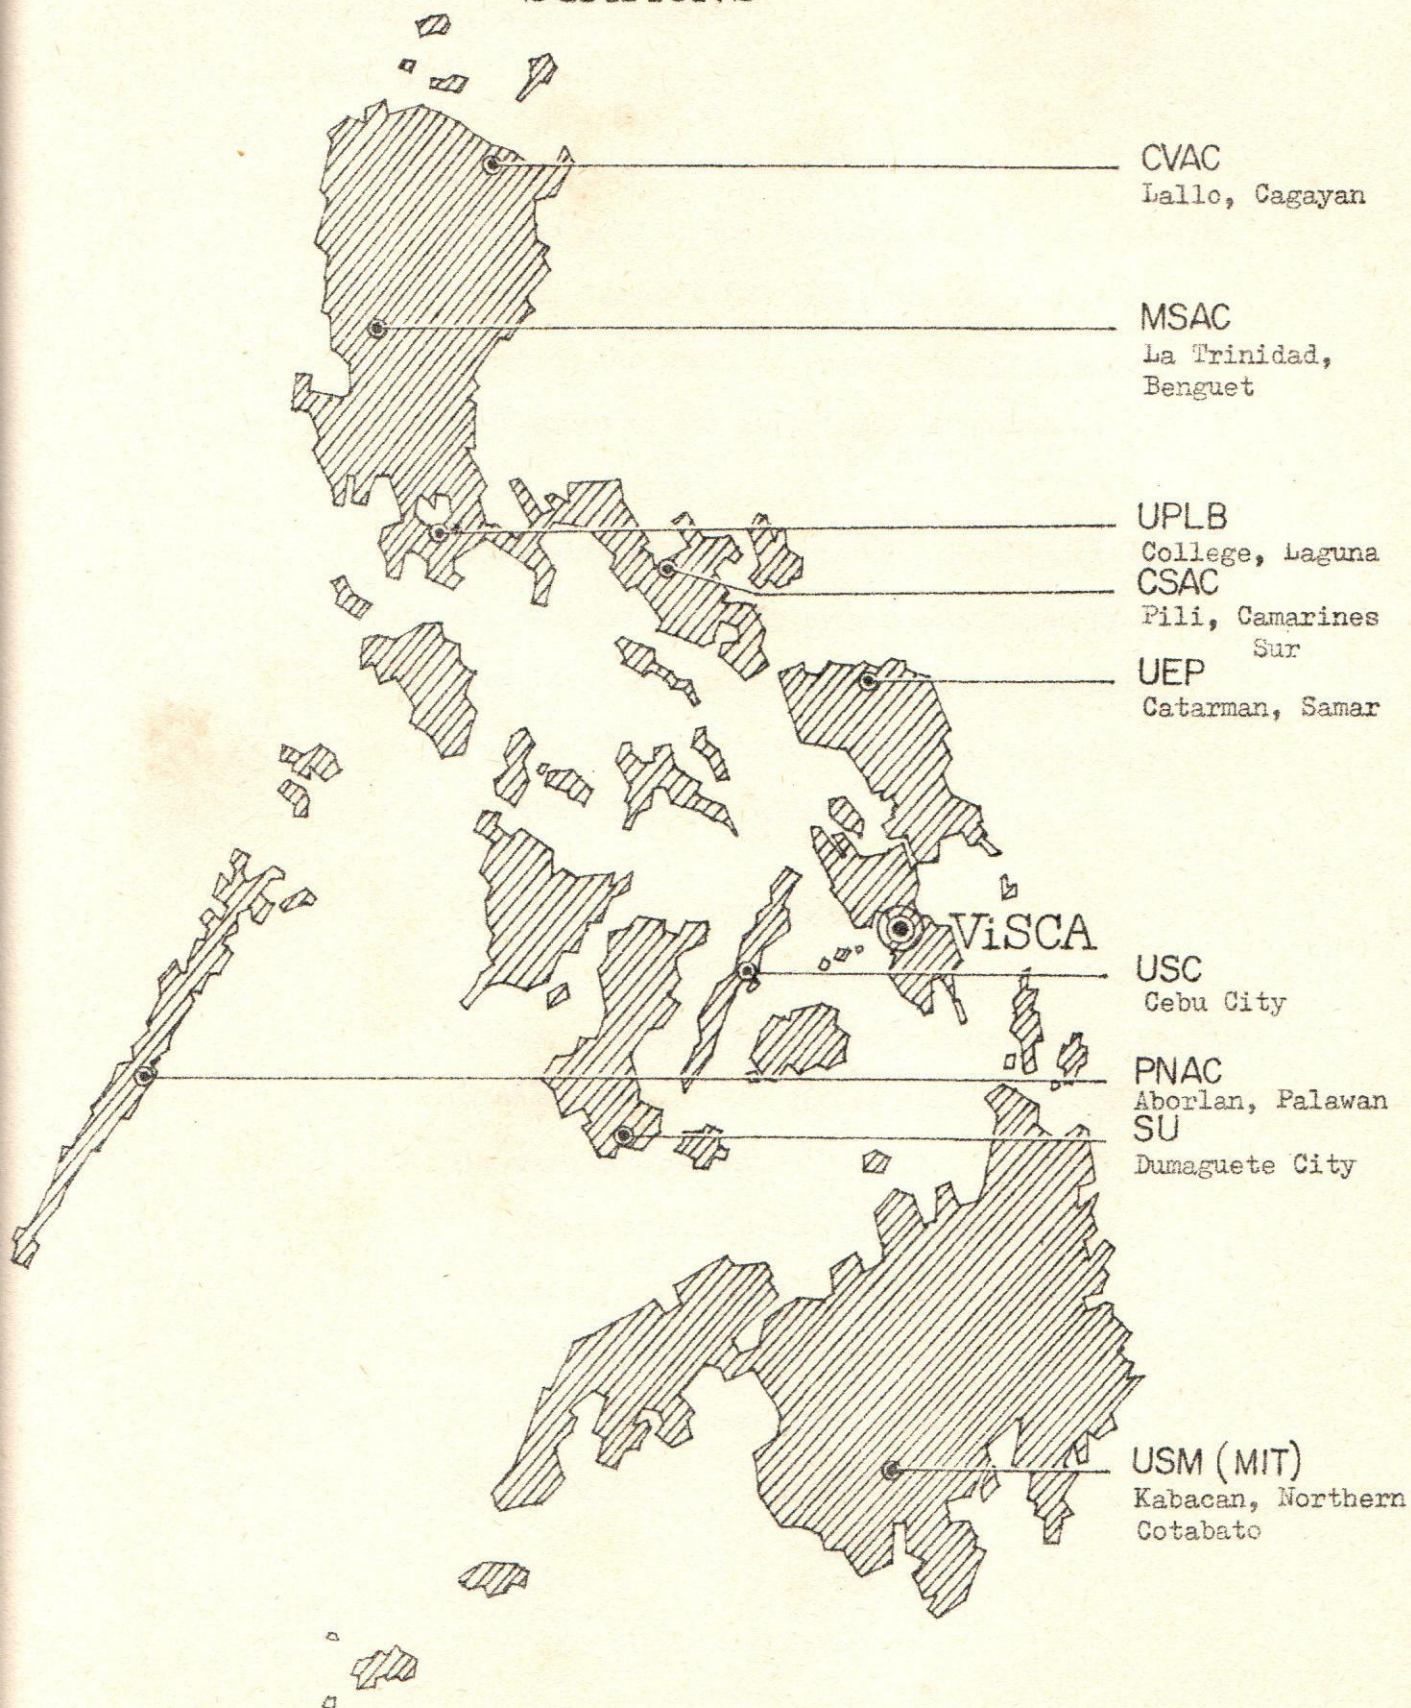 CVAC
Lallo, Cagayan
MSAC
La Trinidad,
Benguet
UPLB
College, Laguna
CSAC
Pili, Camarines
Sur
UEP
Catarman, Samar
ViSCA
USC
Cebu City
PNAC
Aborlan, Palawan
SU
Dumaguete City
USM (MIT)
Kabacan, Northern
Cotabato